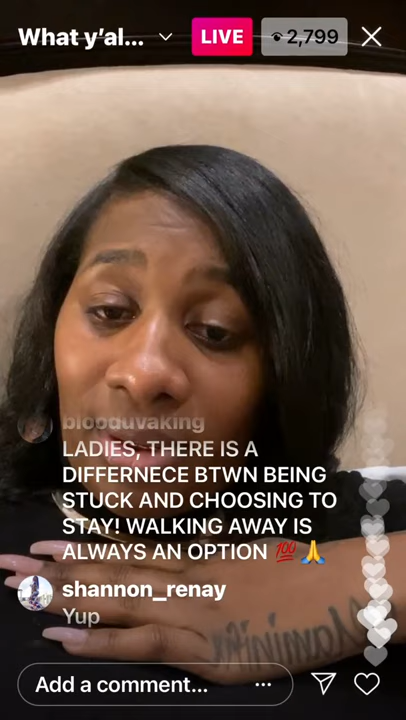 What y'al...
LIVE
2,799
blooduvaking
LADIES, THERE IS A
DIFFERNECE BTWN BEING
STUCK AND CHOOSING TO
STAY! WALKING AWAY IS
ALWAYS AN OPTION 💯🙏
shannon_renay
Yup
Add a comment...